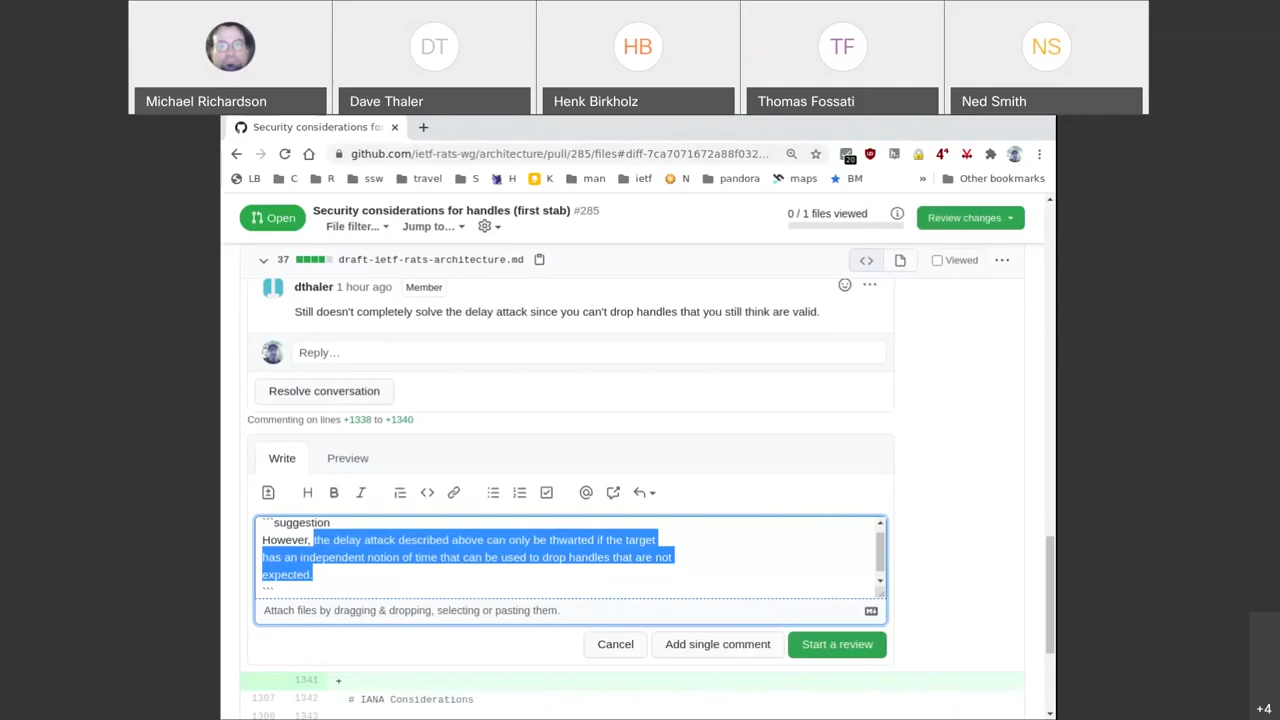 DT
HB
TF
NS
Michael Richardson
Dave Thaler
Henk Birkholz
Thomas Fossati
Ned Smith
Security considerations fo
github.com/ietf-rats-wg/architecture/pull/285/files#diff-7ca7071672a88f032...
20
LB
C
R
ssw
travel
S
H
K
man
ietf
N
pandora
maps
BM
»
Other bookmarks
Open
Security considerations for handles (first stab) #285
File filter...
Jump to...
0 / 1 files viewed
Review changes
37
draft-ietf-rats-architecture.md
Viewed
dthaler 1 hour ago Member
Still doesn't completely solve the delay attack since you can't drop handles that you still think are valid.
Reply...
Resolve conversation
Commenting on lines +1338 to +1340
Write
Preview
```suggestion
However, the delay attack described above can only be thwarted if the target
has an independent notion of time that can be used to drop handles that are not
expected.
```
Attach files by dragging & dropping, selecting or pasting them.
Cancel
Add single comment
Start a review
1341 +
1307 1342 # IANA Considerations
1308 1343
+4